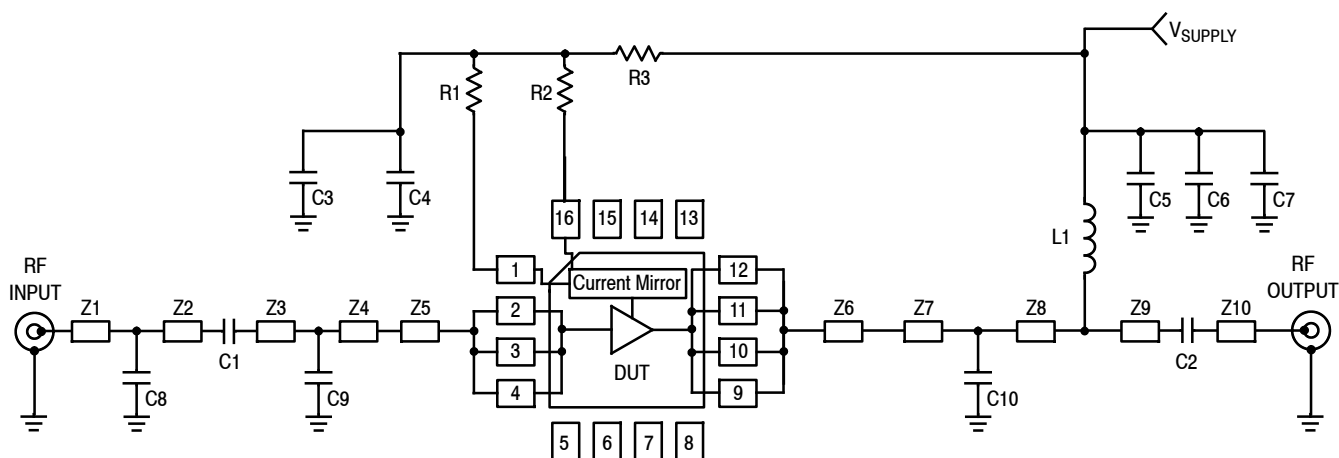 V_SUPPLY
R1
R2
R3
C3
C4
C5
C6
C7
L1
16
15
14
13
RF
INPUT
1
Current Mirror
12
RF
OUTPUT
Z1
Z2
Z3
Z4
Z5
2
11
Z6
Z7
Z8
Z9
Z10
C1
3
10
C2
DUT
C8
C9
4
9
C10
5
6
7
8